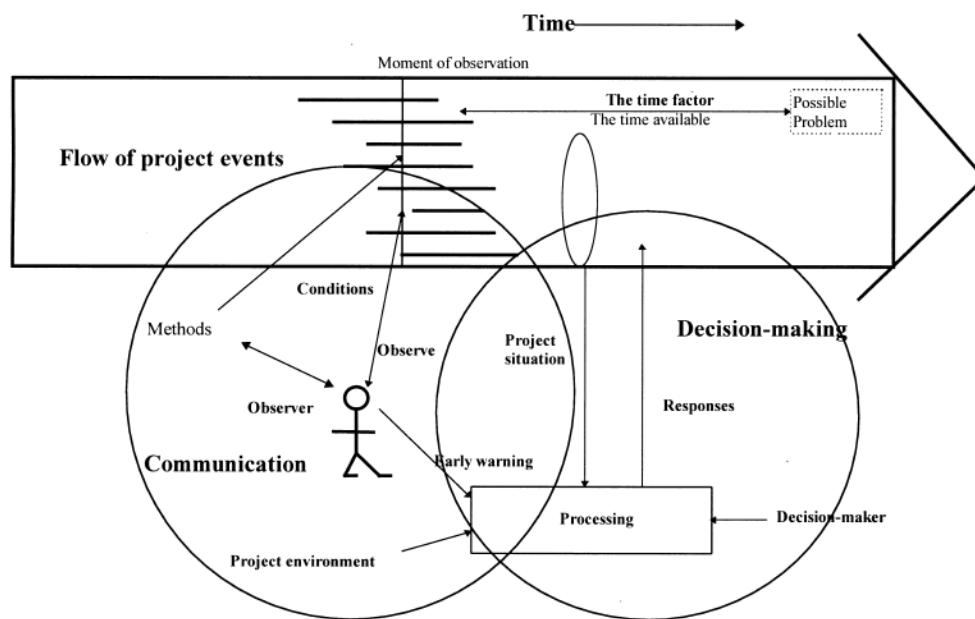 Time
Moment of observation
The time factor
The time available
Possible
Problem
Flow of project events
Conditions
Methods
Observe
Project
situation
Decision-making
Observer
Responses
Communication
Early warning
Processing
Decision-maker
Project environment